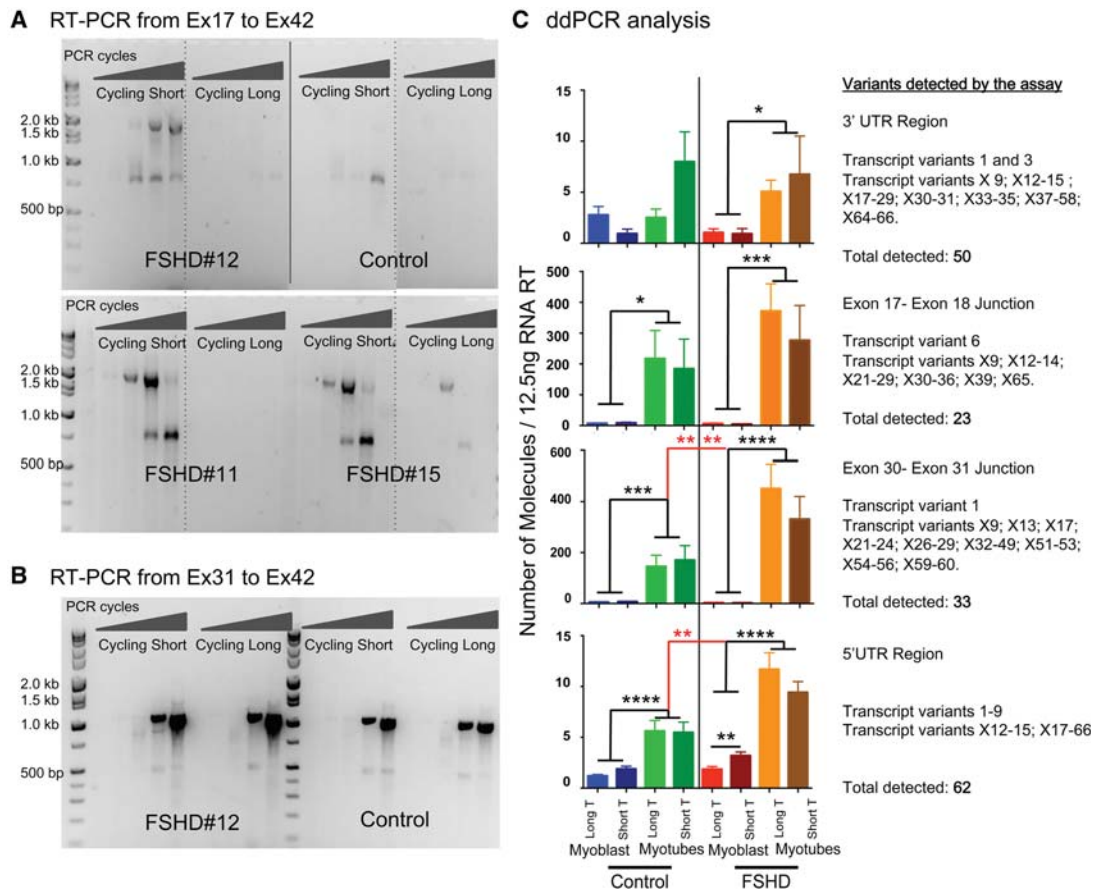 A RT-PCR from Ex17 to Ex42
PCR cycles
Cycling Short Cycling Long Cycling Short Cycling Long
2.0 kb
1.5 kb
1.0 kb
500 bp
FSHD#12 Control
Cycling Short Cycling Long Cycling Short. Cycling Long
2.0 kb
1.5 kb
1.0 kb
500 bp
FSHD#11 FSHD#15
B RT-PCR from Ex31 to Ex42
PCR cycles
Cycling Short Cycling Long Cycling Short Cycling Long
2.0 kb
1.5 kb
1.0 kb
500 bp
FSHD#12 Control
C ddPCR analysis
Number of Molecules / 12.5ng RNA RT
15
10
5
0
*
500
400
300
200
100
0
* ***
600
400
200
0
*** ** ** ****
15
10
5
0
**** ** ** ****
Long T Short T Long T Short T Long T Short T Long T Short T
Myoblast Myotubes Myoblast Myotubes
Control FSHD
Variants detected by the assay
3' UTR Region
Transcript variants 1 and 3
Transcript variants X 9; X12-15 ;
X17-29; X30-31; X33-35; X37-58;
X64-66.
Total detected: 50
Exon 17- Exon 18 Junction
Transcript variant 6
Transcript variants X9; X12-14;
X21-29; X30-36; X39; X65.
Total detected: 23
Exon 30- Exon 31 Junction
Transcript variant 1
Transcript variants X9; X13; X17;
X21-24; X26-29; X32-49; X51-53;
X54-56; X59-60.
Total detected: 33
5'UTR Region
Transcript variants 1-9
Transcript variants X12-15; X17-66
Total detected: 62